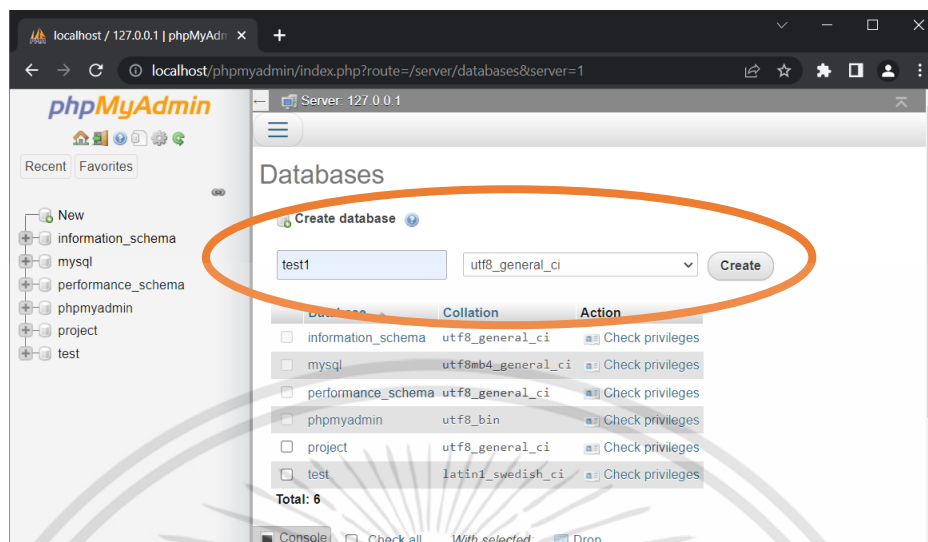 localhost / 127.0.0.1 | phpMyAdm
localhost/phpmyadmin/index.php?route=/server/databases&server=1
phpMyAdmin
Server: 127.0.0.1
Recent Favorites
Databases
New
information_schema
mysql
performance_schema
phpmyadmin
project
test
Create database
test1 utf8_general_ci Create
Database Collation Action
information_schema utf8_general_ci Check privileges
mysql utf8mb4_general_ci Check privileges
performance_schema utf8_general_ci Check privileges
phpmyadmin utf8_bin Check privileges
project utf8_general_ci Check privileges
test latin1_swedish_ci Check privileges
Total: 6
Console Check all With selected: Drop